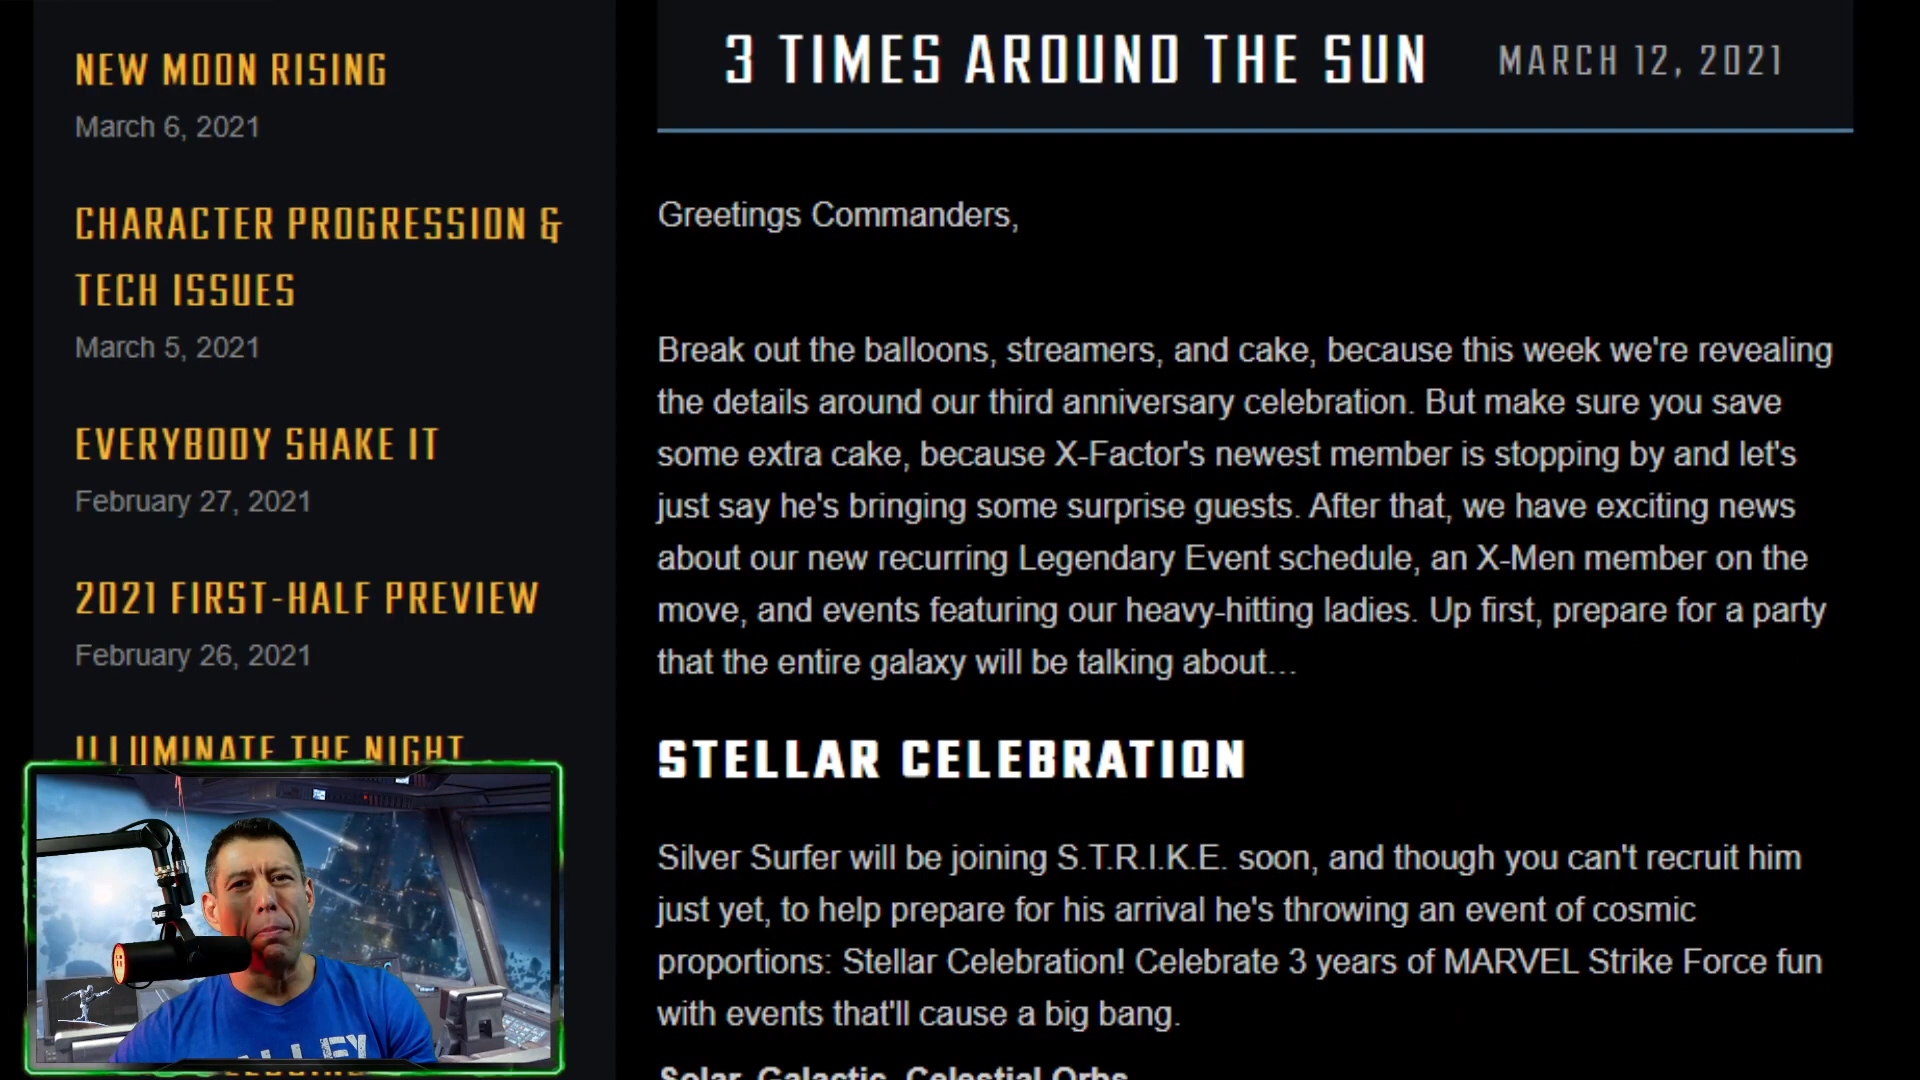 NEW MOON RISING
March 6, 2021
CHARACTER PROGRESSION &
TECH ISSUES
March 5, 2021
EVERYBODY SHAKE IT
February 27, 2021
2021 FIRST-HALF PREVIEW
February 26, 2021
ILLUMINATE THE NIGHT
3 TIMES AROUND THE SUN
MARCH 12, 2021
Greetings Commanders,
Break out the balloons, streamers, and cake, because this week we're revealing
the details around our third anniversary celebration. But make sure you save
some extra cake, because X-Factor's newest member is stopping by and let's
just say he's bringing some surprise guests. After that, we have exciting news
about our new recurring Legendary Event schedule, an X-Men member on the
move, and events featuring our heavy-hitting ladies. Up first, prepare for a party
that the entire galaxy will be talking about...
STELLAR CELEBRATION
Silver Surfer will be joining S.T.R.I.K.E. soon, and though you can't recruit him
just yet, to help prepare for his arrival he's throwing an event of cosmic
proportions: Stellar Celebration! Celebrate 3 years of MARVEL Strike Force fun
with events that'll cause a big bang.
Solar, Galactic, Celestial Orbs